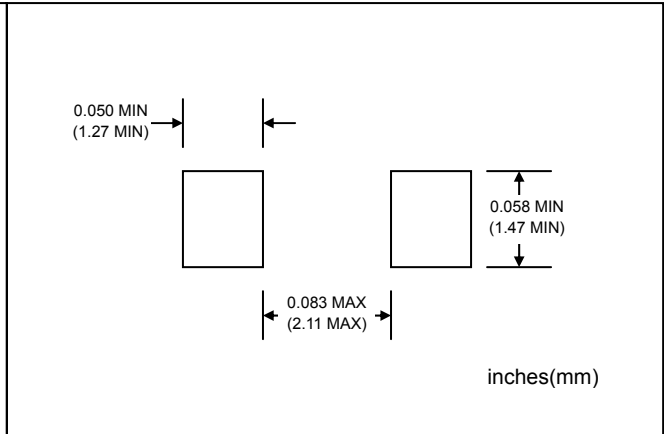 0.050 MIN
(1.27 MIN)
0.058 MIN
(1.47 MIN)
0.083 MAX
(2.11 MAX)
inches(mm)